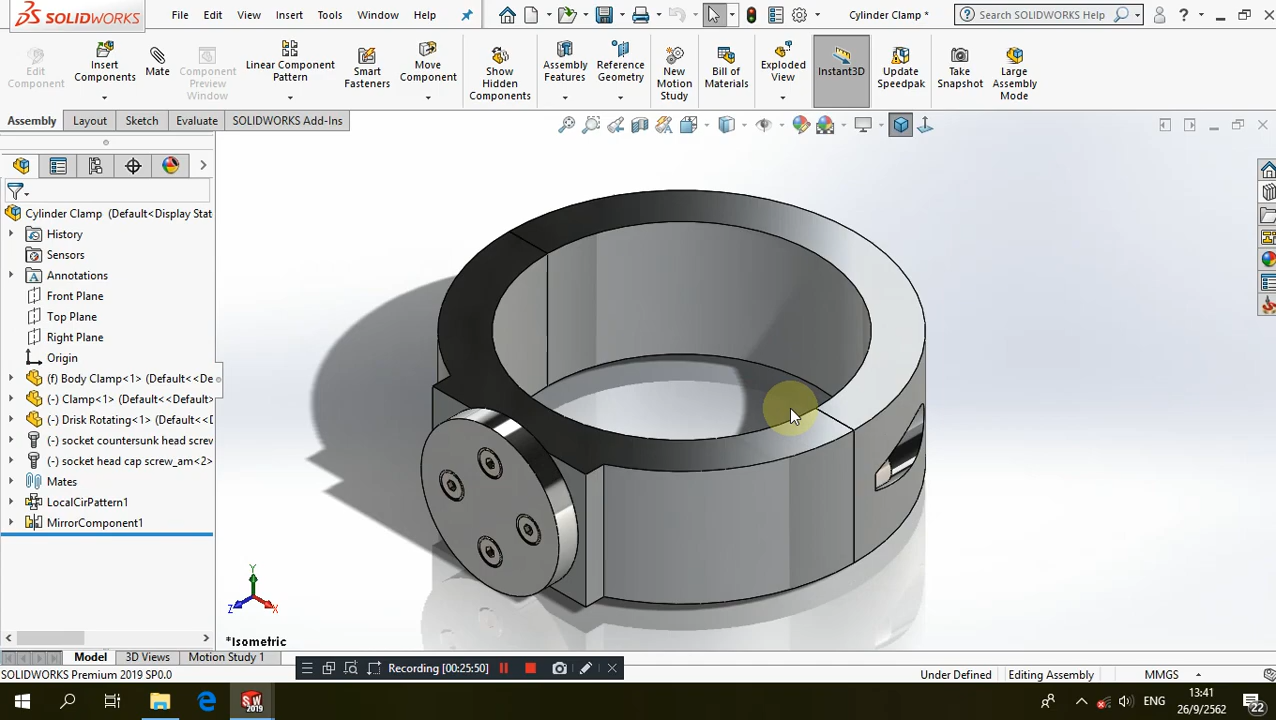 SOLIDWORKS File Edit View Insert Tools Window Help Cylinder Clamp * Search SOLIDWORKS Help ?
Edit Component
Insert Components
Mate
Component Preview Window
Linear Component Pattern
Smart Fasteners
Move Component
Show Hidden Components
Assembly Features
Reference Geometry
New Motion Study
Bill of Materials
Exploded View
Instant3D
Update Speedpak
Take Snapshot
Large Assembly Mode
Assembly Layout Sketch Evaluate SOLIDWORKS Add-Ins
Cylinder Clamp (Default<Display Stat
History
Sensors
Annotations
Front Plane
Top Plane
Right Plane
Origin
(f) Body Clamp<1> (Default<<De
(-) Clamp<1> (Default<<Default>
(-) Disk Rotating<1> (Default<<D
(-) socket countersunk head screw
(-) socket head cap screw_am<2>
Mates
LocalCirPattern1
MirrorComponent1
Y
Z X
*Isometric
Model 3D Views Motion Study 1
Recording [00:25:50]
SOLIDWORKS Premium 2019 SP0.0 Under Defined Editing Assembly MMGS
SW 2019
ENG 13:41
26/9/2562
22